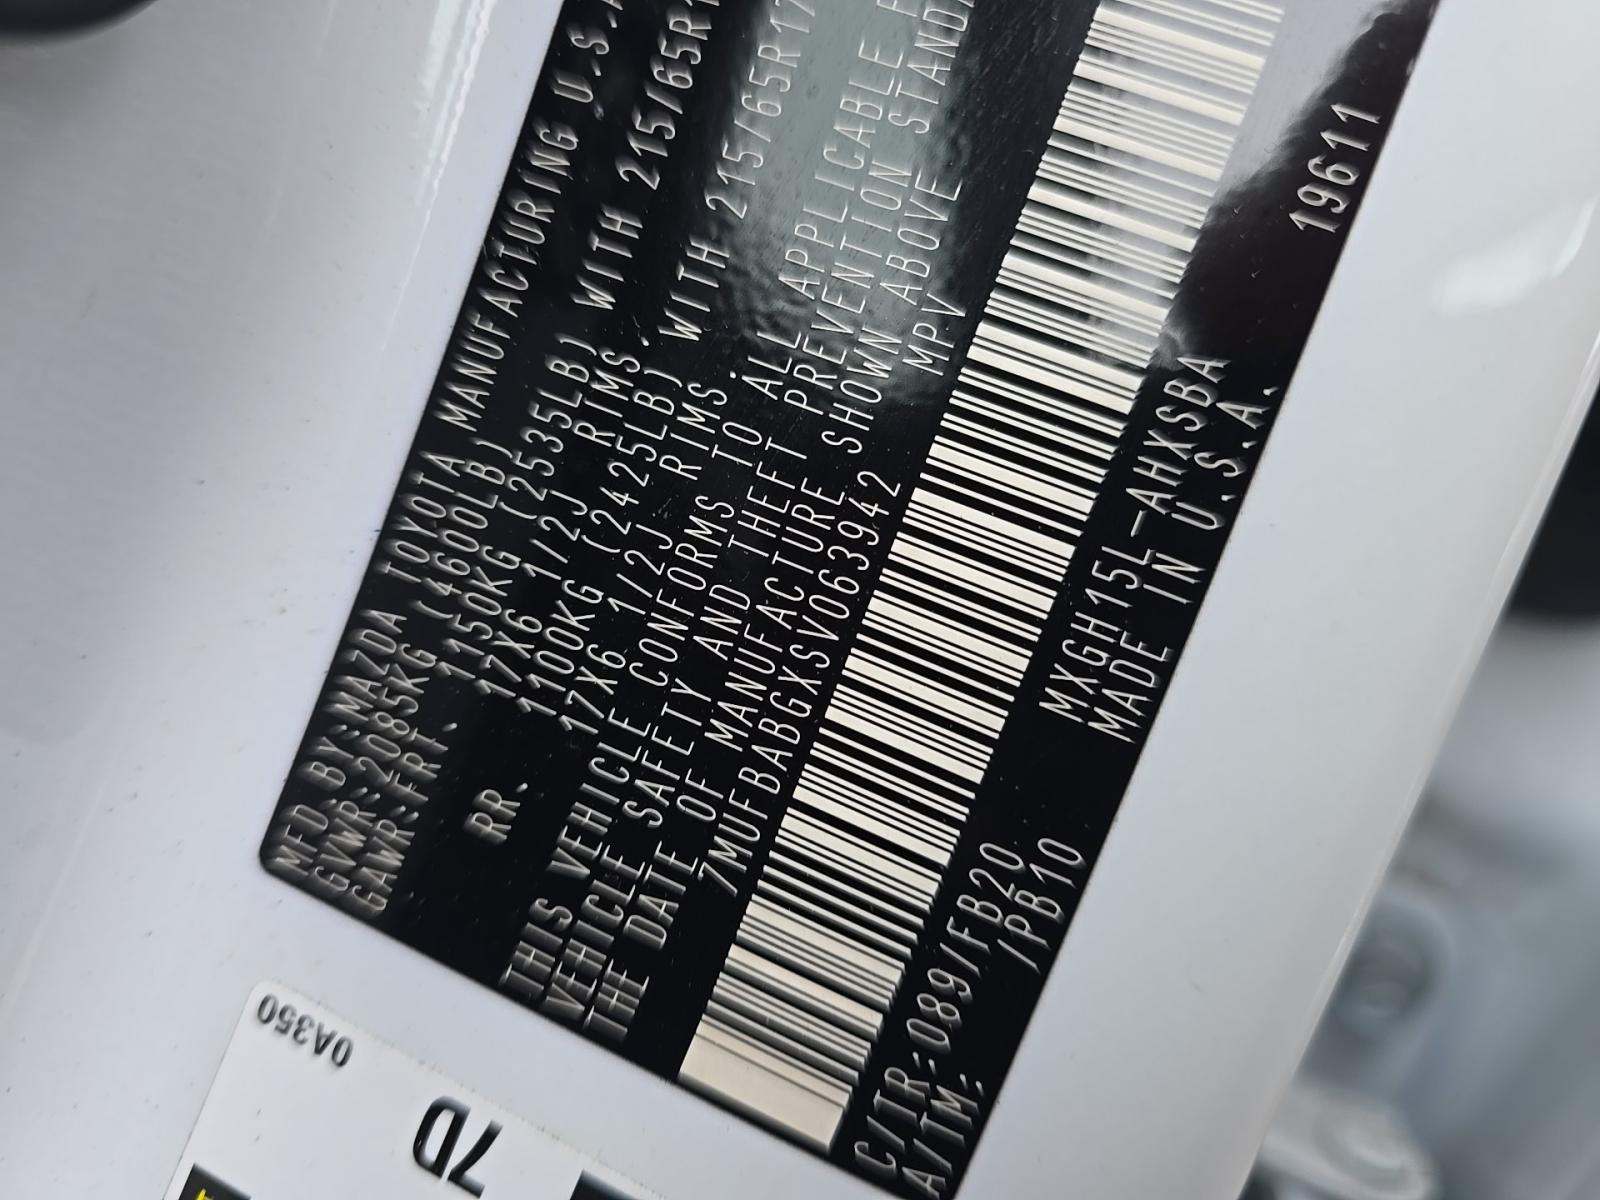 MFD.BY:MAZDA TOYOTA MANUFACTURING U.S.A
GVWR:2085KG (4600LB)
GAWR:FRT. 1150KG (2535LB) WITH 215/65R1
17X6 1/2J RIMS.
RR. 1100KG (2425LB) WITH 215/65R17
17X6 1/2J RIMS.
THIS VEHICLE CONFORMS TO ALL APPLICABLE
VEHICLE SAFETY AND THEFT PREVENTION STANDA
THE DATE OF MANUFACTURE SHOWN ABOVE
7MUFBABGXSV063942 MPV
C/TR:089/FB20 MXGH15L-AHXSBA 19611
A/TM: /PB10 MADE IN U.S.A.
0A350
7D